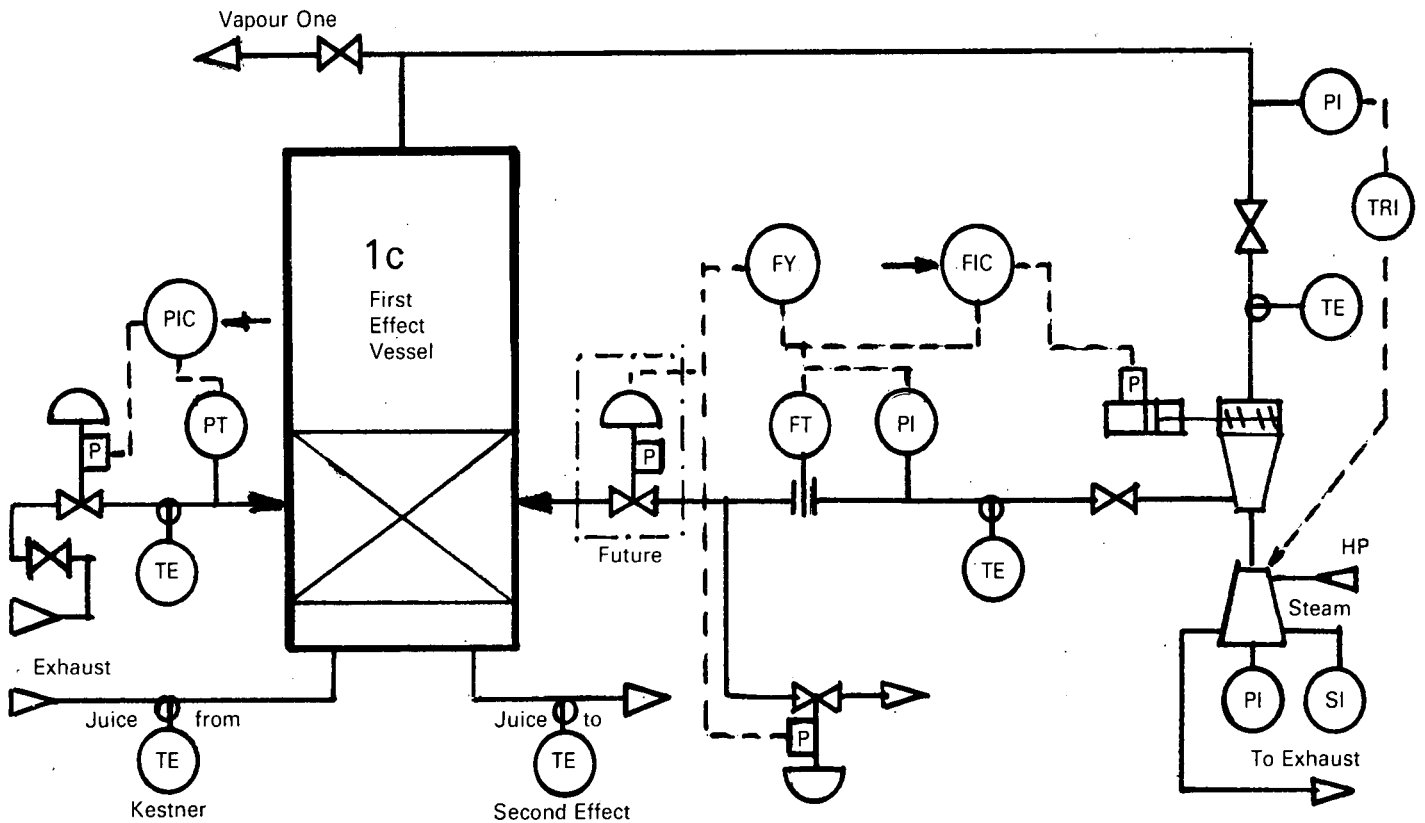 Vapour One
PI
TRI
1c
First
Effect
Vessel
FY
FIC
TE
PIC
P
PT
P
FT
PI
P
TE
Future
TE
HP
Steam
Exhaust
Juice from
TE
Kestner
Juice to
TE
Second Effect
P
PI
SI
To Exhaust